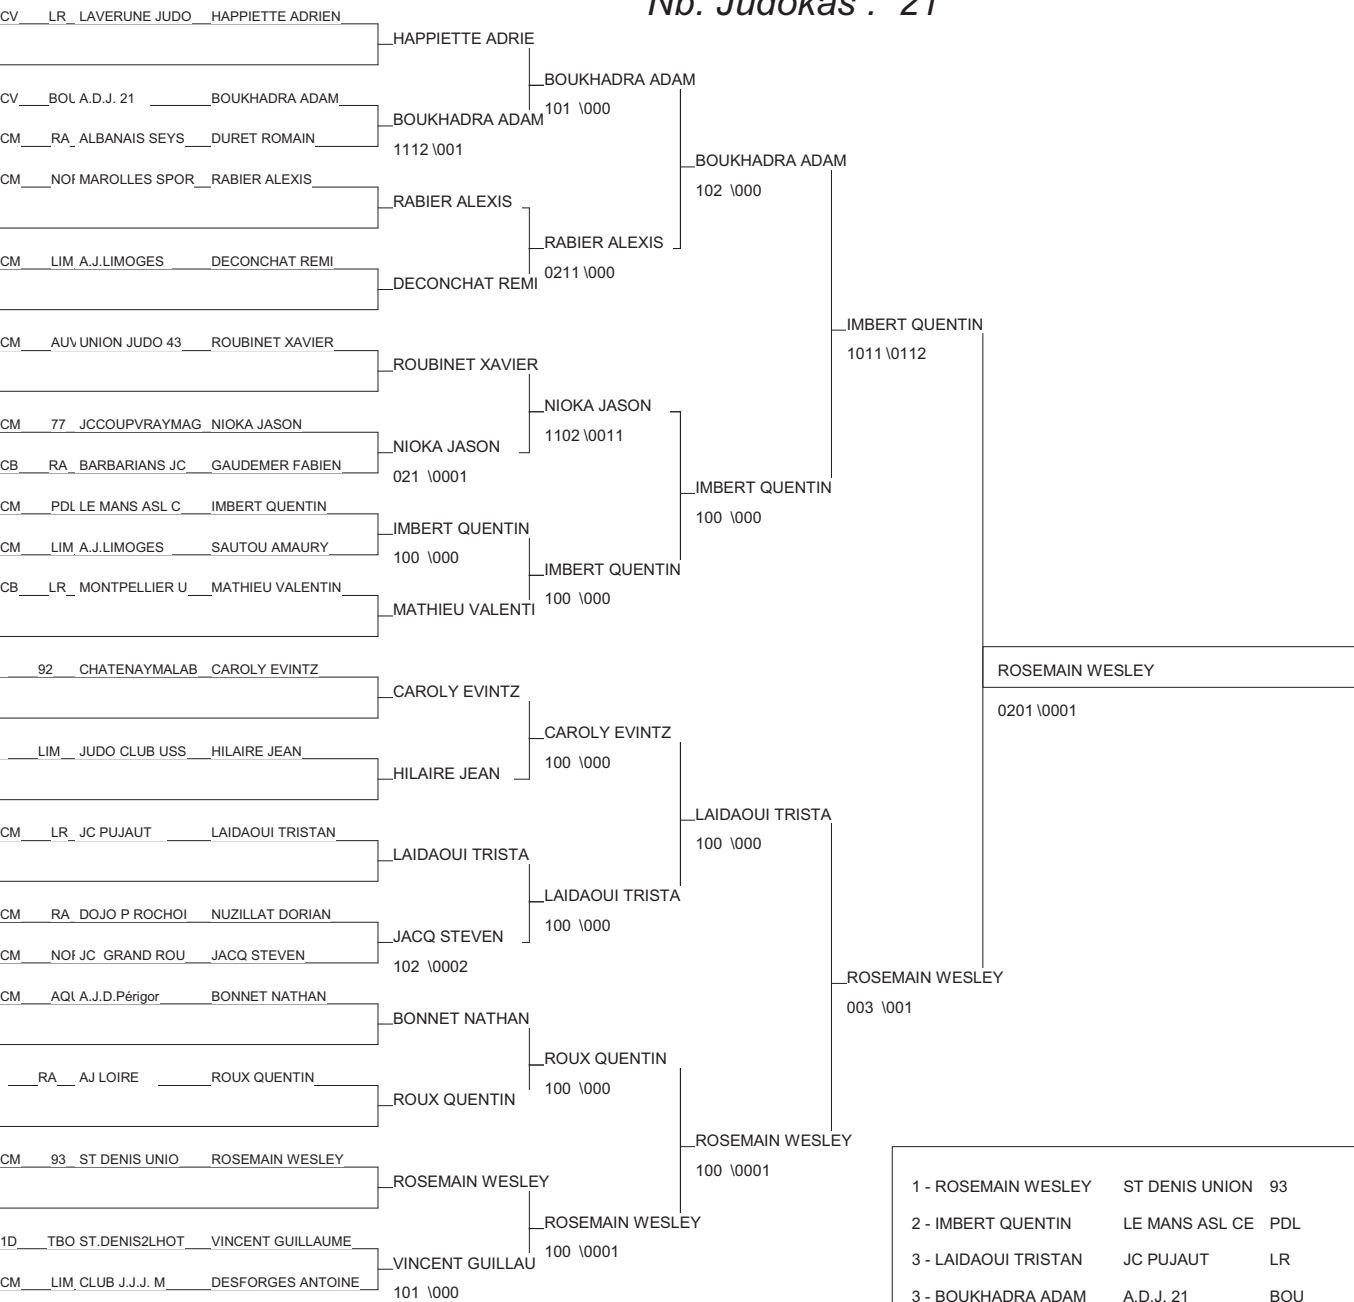 Nb. Judokas : 21
CV LR LAVERUNE JUDO HAPPIETTE ADRIEN
HAPPIETTE ADRIE
BOUKHADRA ADAM
101 \000
CV BOU A.D.J. 21 BOUKHADRA ADAM
BOUKHADRA ADAM
1112 \001
CM RA ALBANAIS SEYS DURET ROMAIN
BOUKHADRA ADAM
102 \000
CM NOR MAROLLES SPOR RABIER ALEXIS
RABIER ALEXIS
RABIER ALEXIS
0211 \000
CM LIM A.J.LIMOGES DECONCHAT REMI
DECONCHAT REMI
IMBERT QUENTIN
1011 \0112
CM AUV UNION JUDO 43 ROUBINET XAVIER
ROUBINET XAVIER
NIOKA JASON
1102 \0011
CM 77 JCCOUPVRAYMAG NIOKA JASON
NIOKA JASON
021 \0001
CB RA BARBARIANS JC GAUDEMER FABIEN
IMBERT QUENTIN
100 \000
CM PDL LE MANS ASL C IMBERT QUENTIN
IMBERT QUENTIN
100 \000
CM LIM A.J.LIMOGES SAUTOU AMAURY
IMBERT QUENTIN
100 \000
CB LR MONTPELLIER U MATHIEU VALENTIN
MATHIEU VALENTI
ROSEMAIN WESLEY
0201 \0001
92 CHATENAYMALAB CAROLY EVINTZ
CAROLY EVINTZ
CAROLY EVINTZ
100 \000
LIM JUDO CLUB USS HILAIRE JEAN
HILAIRE JEAN
LAIDAOUI TRISTA
100 \000
CM LR JC PUJAUT LAIDAOUI TRISTAN
LAIDAOUI TRISTA
LAIDAOUI TRISTA
100 \000
CM RA DOJO P ROCHOI NUZILLAT DORIAN
JACQ STEVEN
102 \0002
CM NOR JC GRAND ROU JACQ STEVEN
ROSEMAIN WESLEY
003 \001
CM AQU A.J.D.Périgor BONNET NATHAN
BONNET NATHAN
ROUX QUENTIN
100 \000
RA AJ LOIRE ROUX QUENTIN
ROUX QUENTIN
ROSEMAIN WESLEY
100 \0001
CM 93 ST DENIS UNIO ROSEMAIN WESLEY
ROSEMAIN WESLEY
ROSEMAIN WESLEY
100 \0001
1D TBO ST.DENIS2LHOT VINCENT GUILLAUME
VINCENT GUILLAU
101 \000
CM LIM CLUB J.J.J. M DESFORGES ANTOINE
1 - ROSEMAIN WESLEY ST DENIS UNION 93
2 - IMBERT QUENTIN LE MANS ASL CE PDL
3 - LAIDAOUI TRISTAN JC PUJAUT LR
3 - BOUKHADRA ADAM A.D.J. 21 BOU